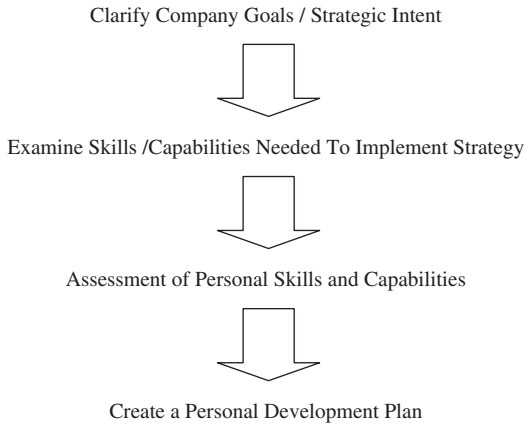 Clarify Company Goals / Strategic Intent
Examine Skills /Capabilities Needed To Implement Strategy
Assessment of Personal Skills and Capabilities
Create a Personal Development Plan